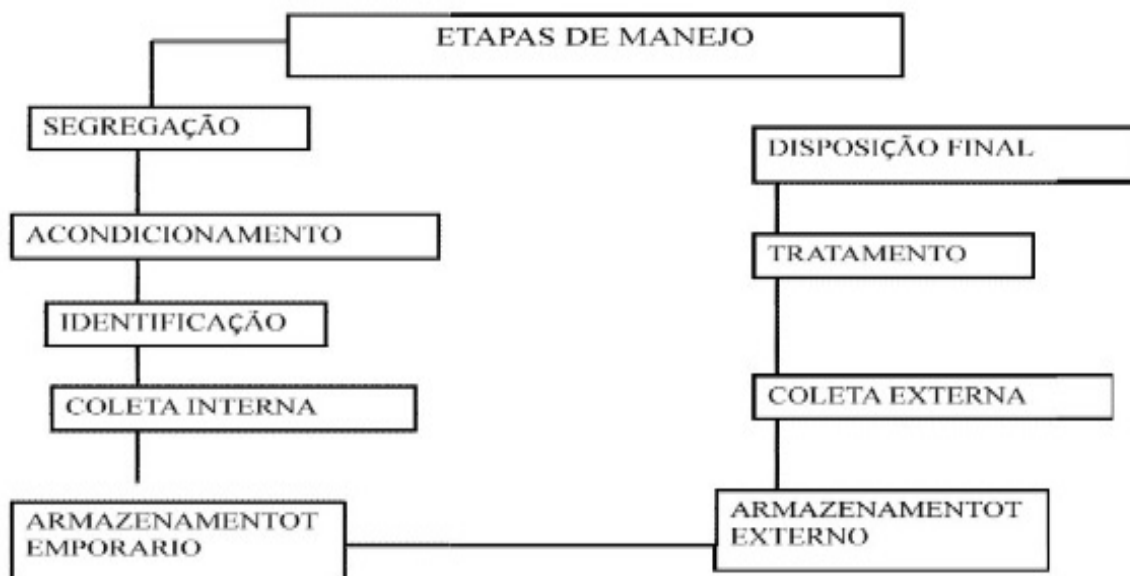 ETAPAS DE MANEJO
SEGREGAÇÃO
ACONDICIONAMENTO
IDENTIFICAÇÃO
COLETA INTERNA
ARMAZENAMENTOT
EMPORARIO
ARMAZENAMENTOT
EXTERNO
COLETA EXTERNA
TRATAMENTO
DISPOSIÇÃO FINAL